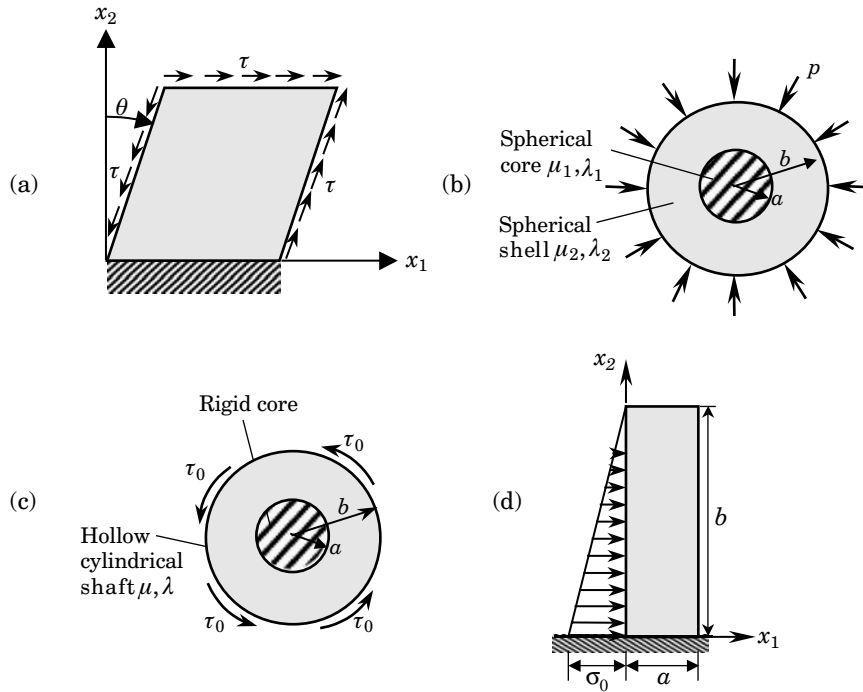 (a)
x2
τ
θ
τ
τ
x1
(b)
p
Spherical
core μ1, λ1
b
a
Spherical
shell μ2, λ2
(c)
Rigid core
τ0
τ0
b
a
Hollow
cylindrical
shaft μ, λ
τ0
τ0
(d)
x2
b
x1
σ0
a